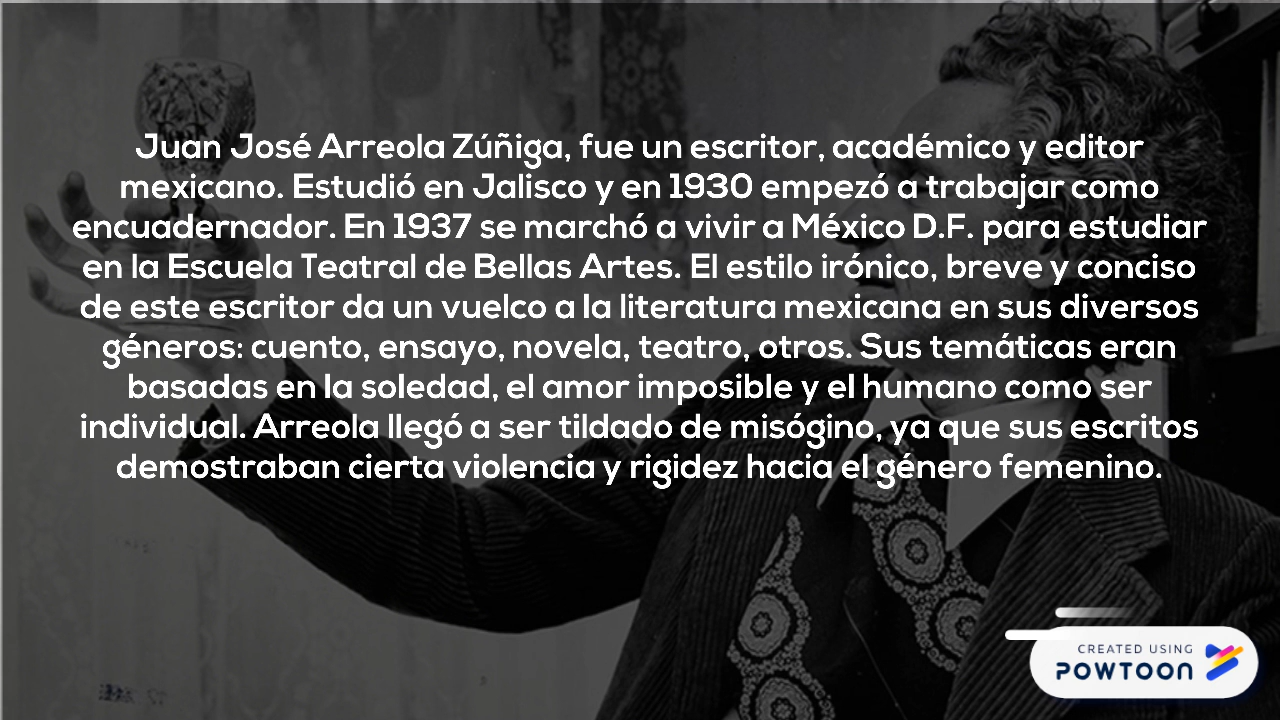 Juan José Arreola Zúñiga, fue un escritor, académico y editor
mexicano. Estudió en Jalisco y en 1930 empezó a trabajar como
encuadernador. En 1937 se marchó a vivir a México D.F. para estudiar
en la Escuela Teatral de Bellas Artes. El estilo irónico, breve y conciso
de este escritor da un vuelco a la literatura mexicana en sus diversos
géneros: cuento, ensayo, novela, teatro, otros. Sus temáticas eran
basadas en la soledad, el amor imposible y el humano como ser
individual. Arreola llegó a ser tildado de misógino, ya que sus escritos
demostraban cierta violencia y rigidez hacia el género femenino.
CREATED USING
POWTOON